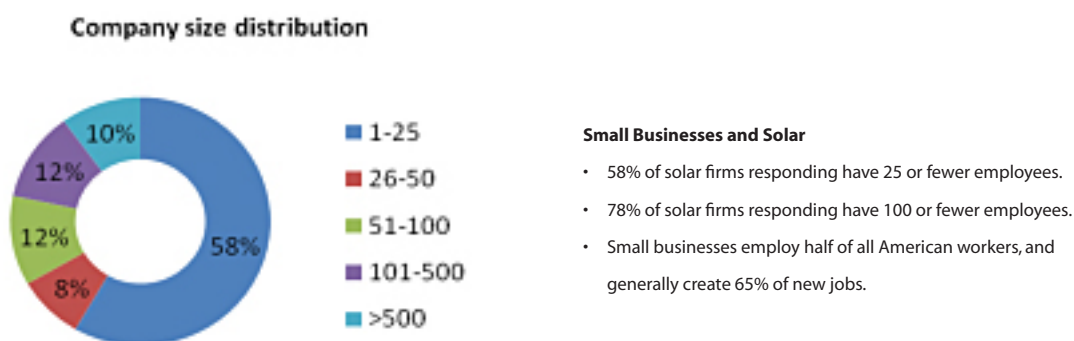 Company size distribution
10%
12%
12%
8%
58%
1-25
26-50
51-100
101-500
>500
Small Businesses and Solar
• 58% of solar firms responding have 25 or fewer employees.
• 78% of solar firms responding have 100 or fewer employees.
• Small businesses employ half of all American workers, and
generally create 65% of new jobs.